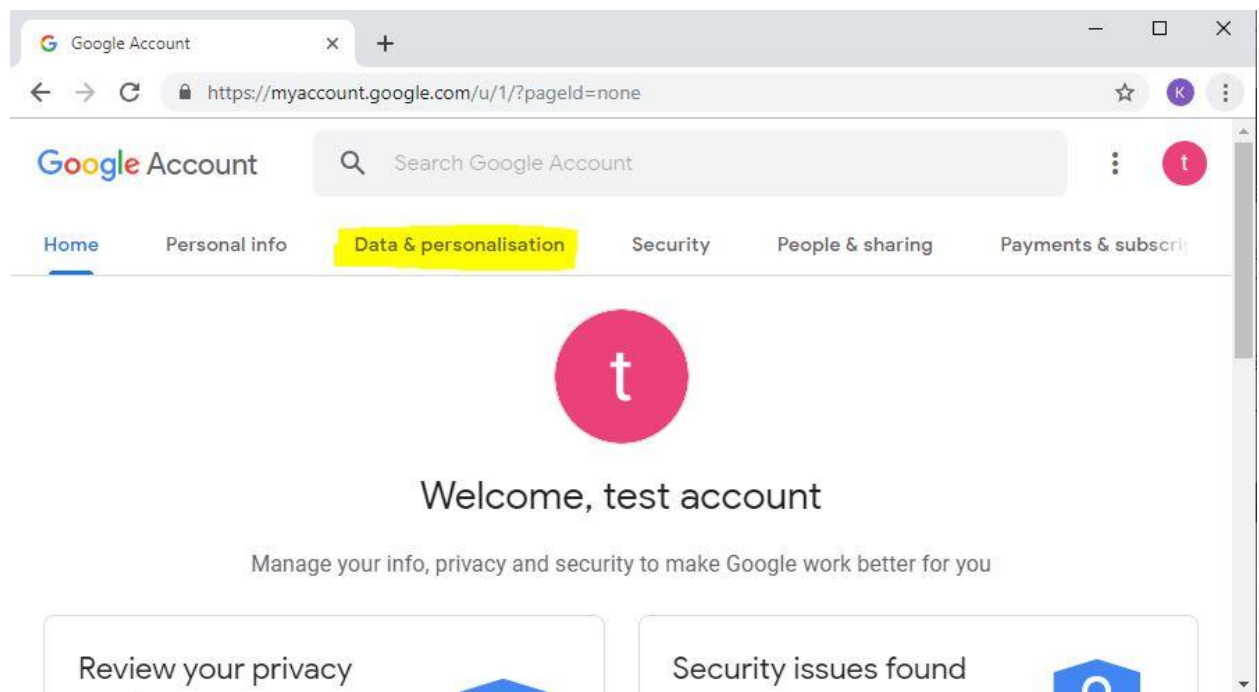 Google Account
https://myaccount.google.com/u/1/?pageId=none
K
Google Account
Search Google Account
t
Home Personal info Data & personalisation Security People & sharing Payments & subscri
t
Welcome, test account
Manage your info, privacy and security to make Google work better for you
Review your privacy
Security issues found